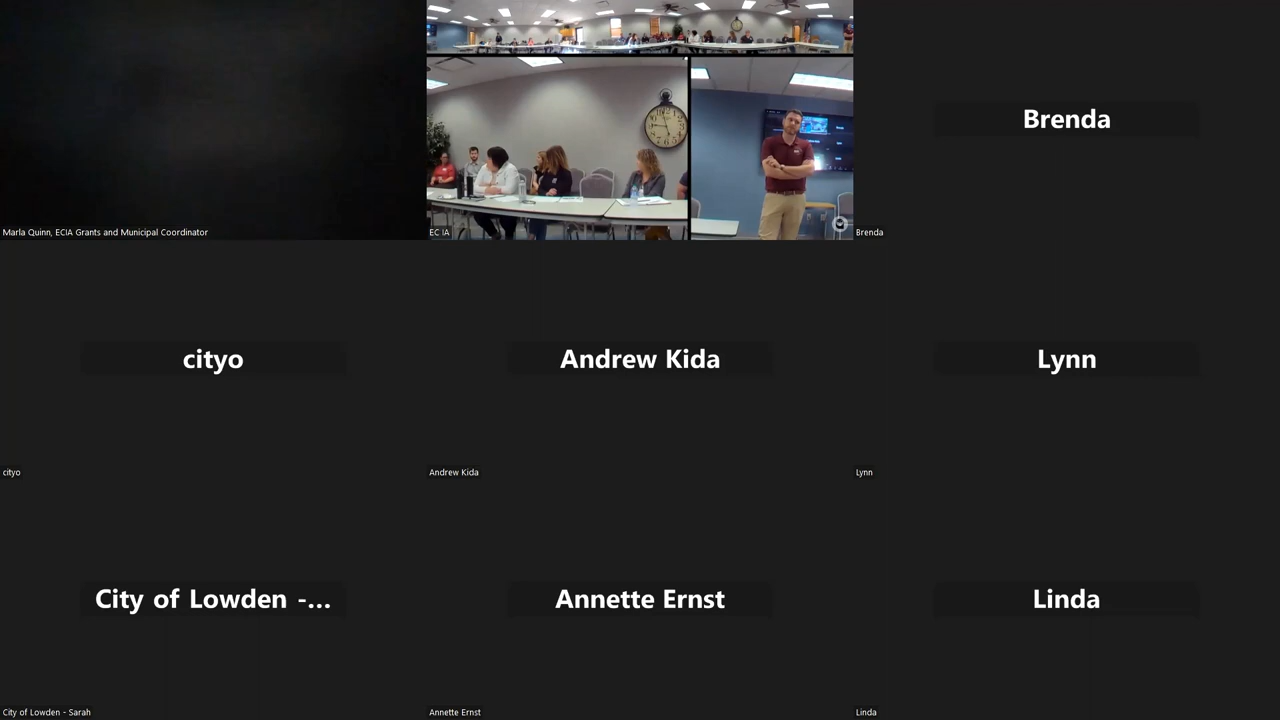 Marla Quinn, ECIA Grants and Municipal Coordinator
EC IA
Brenda
Brenda
cityo
cityo
Andrew Kida
Andrew Kida
Lynn
Lynn
City of Lowden -...
City of Lowden - Sarah
Annette Ernst
Annette Ernst
Linda
Linda